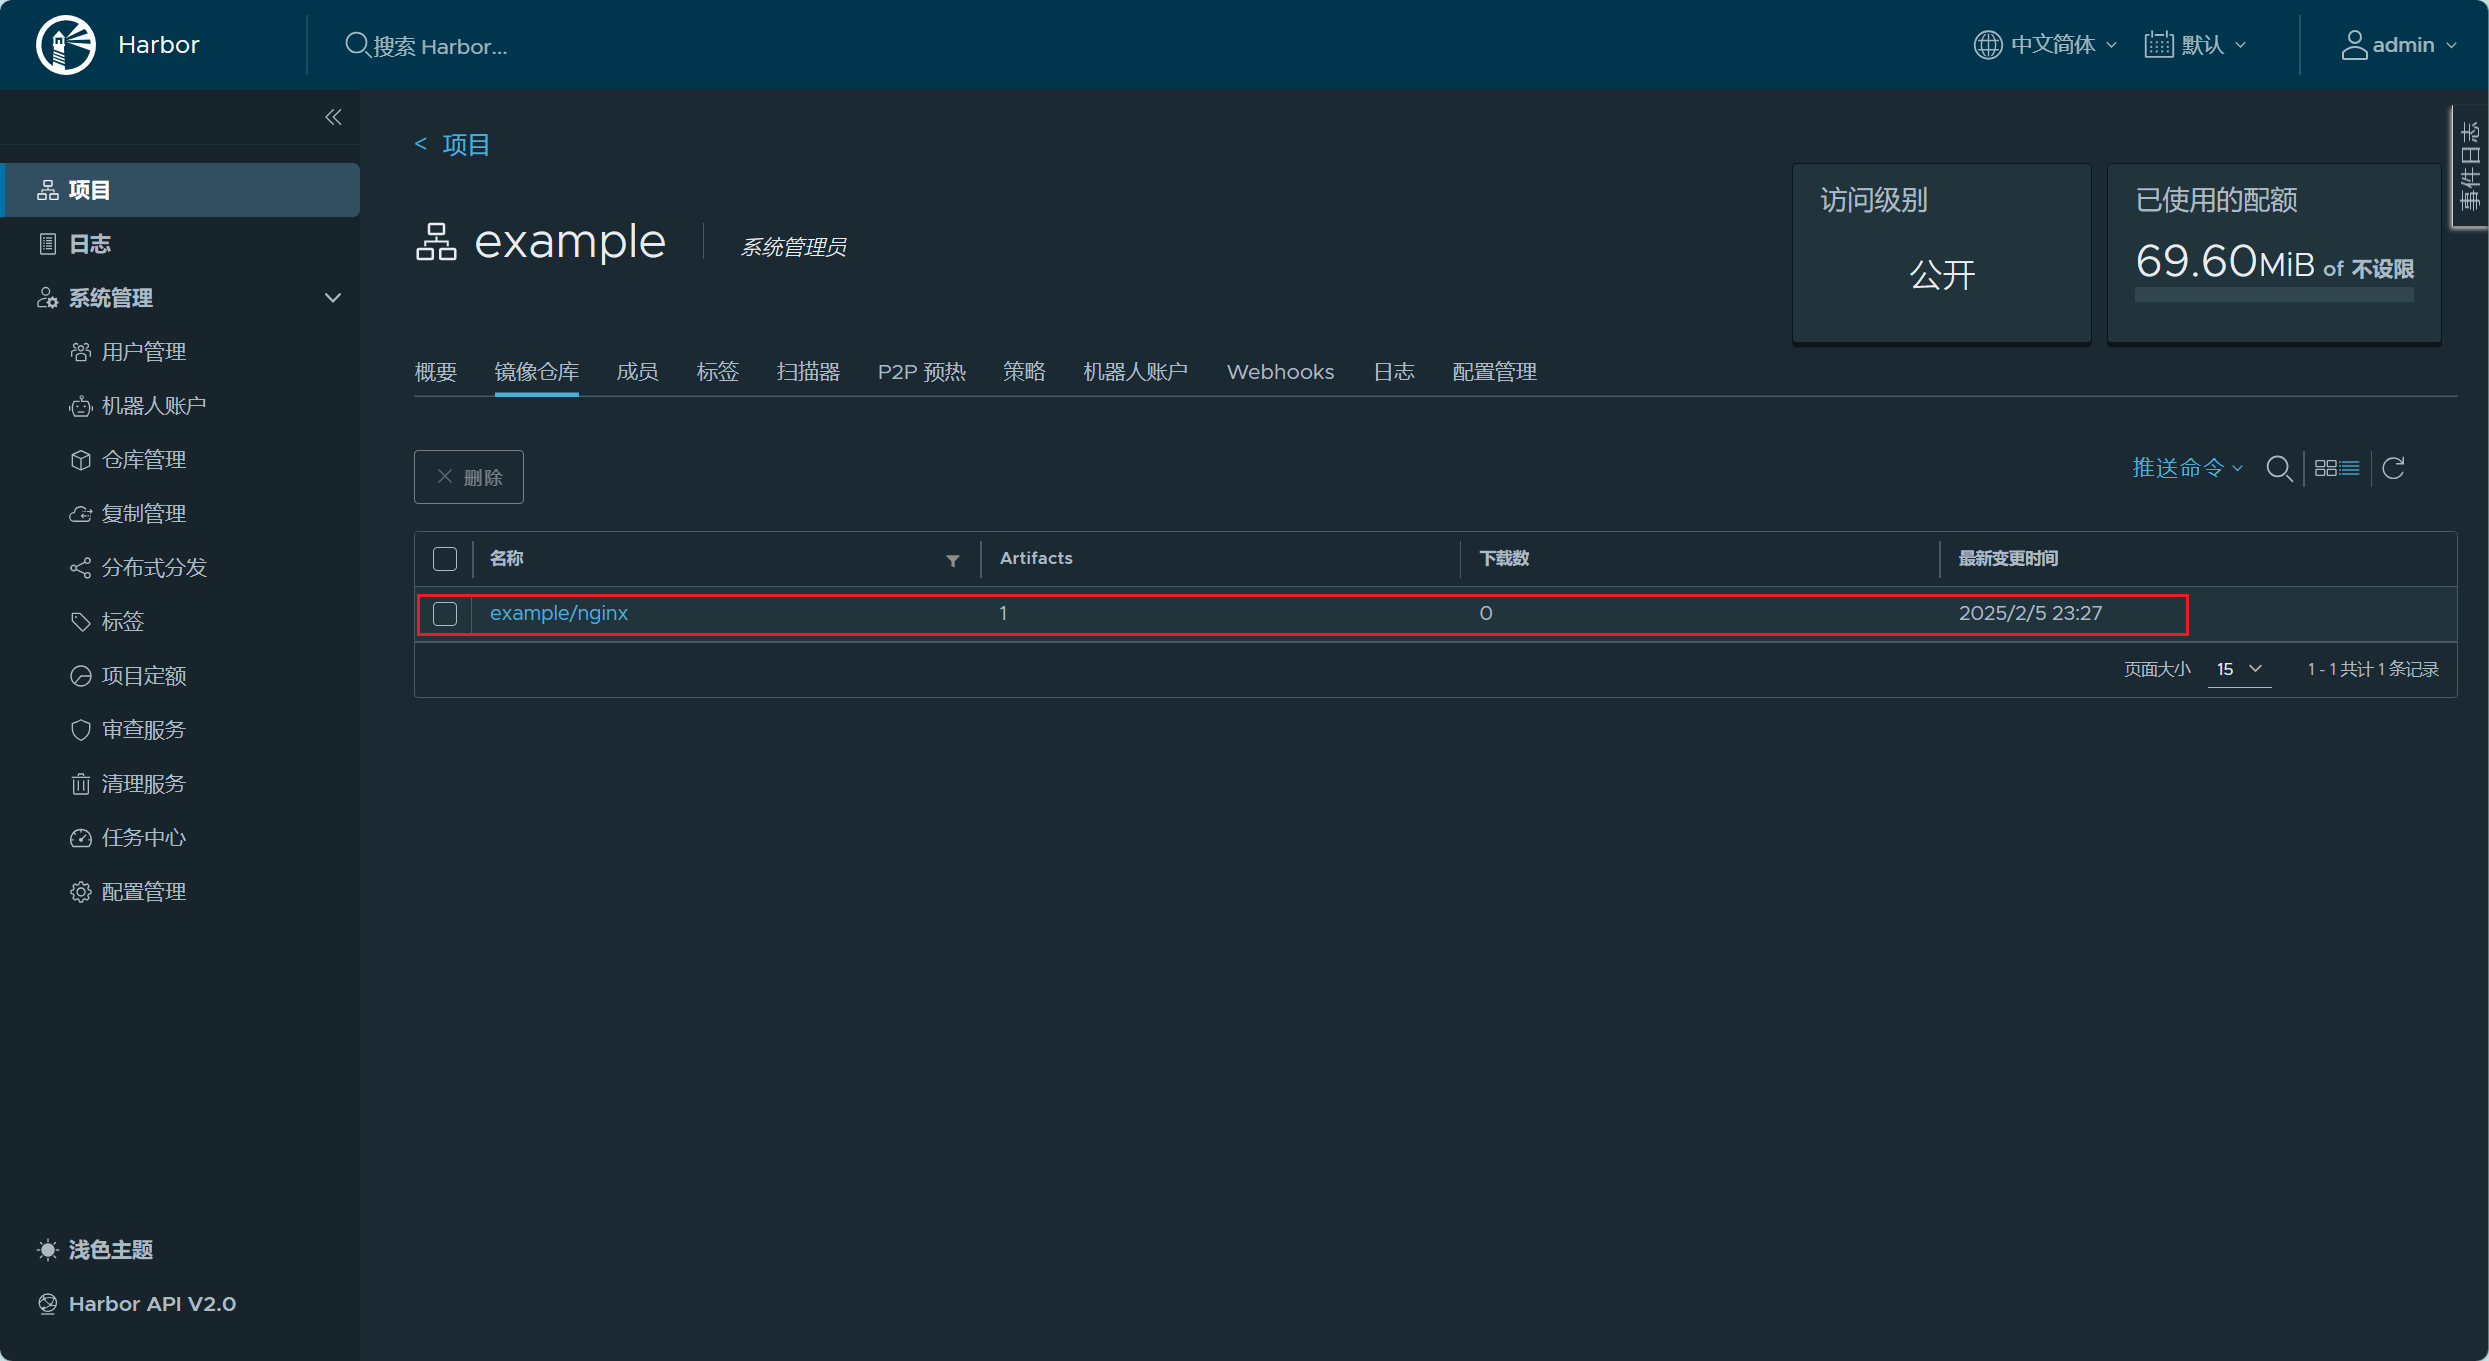 Harbor
搜索 Harbor...
中文简体
默认
admin
事件日志
项目
日志
系统管理
用户管理
机器人账户
仓库管理
复制管理
分布式分发
标签
项目定额
审查服务
清理服务
任务中心
配置管理
浅色主题
Harbor API V2.0
< 项目
example
系统管理员
访问级别
公开
已使用的配额
69.60MiB of 不设限
概要 镜像仓库 成员 标签 扫描器 P2P 预热 策略 机器人账户 Webhooks 日志 配置管理
删除
推送命令
名称 Artifacts 下载数 最新变更时间
example/nginx 1 0 2025/2/5 23:27
页面大小 15 1 - 1 共计 1 条记录